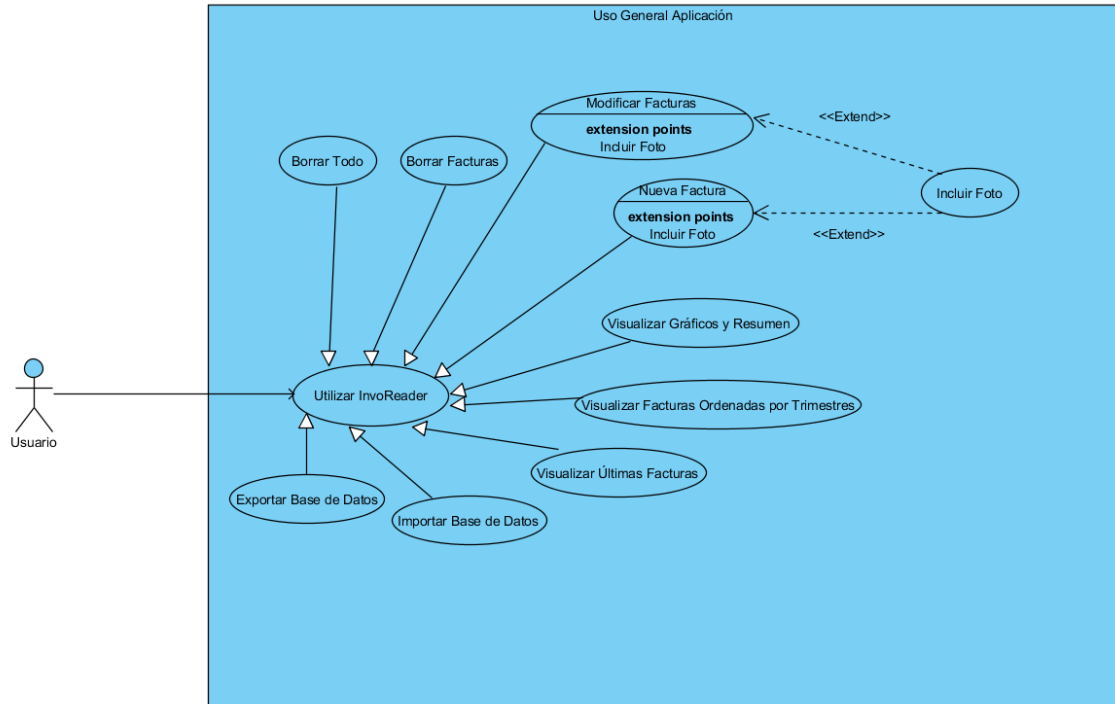 Uso General Aplicación
Modificar Facturas
extension points
Incluir Foto
<<Extend>>
Borrar Todo
Borrar Facturas
Nueva Factura
extension points
Incluir Foto
Incluir Foto
<<Extend>>
Visualizar Gráficos y Resumen
Utilizar InvoReader
Visualizar Facturas Ordenadas por Trimestres
Usuario
Visualizar Últimas Facturas
Exportar Base de Datos
Importar Base de Datos